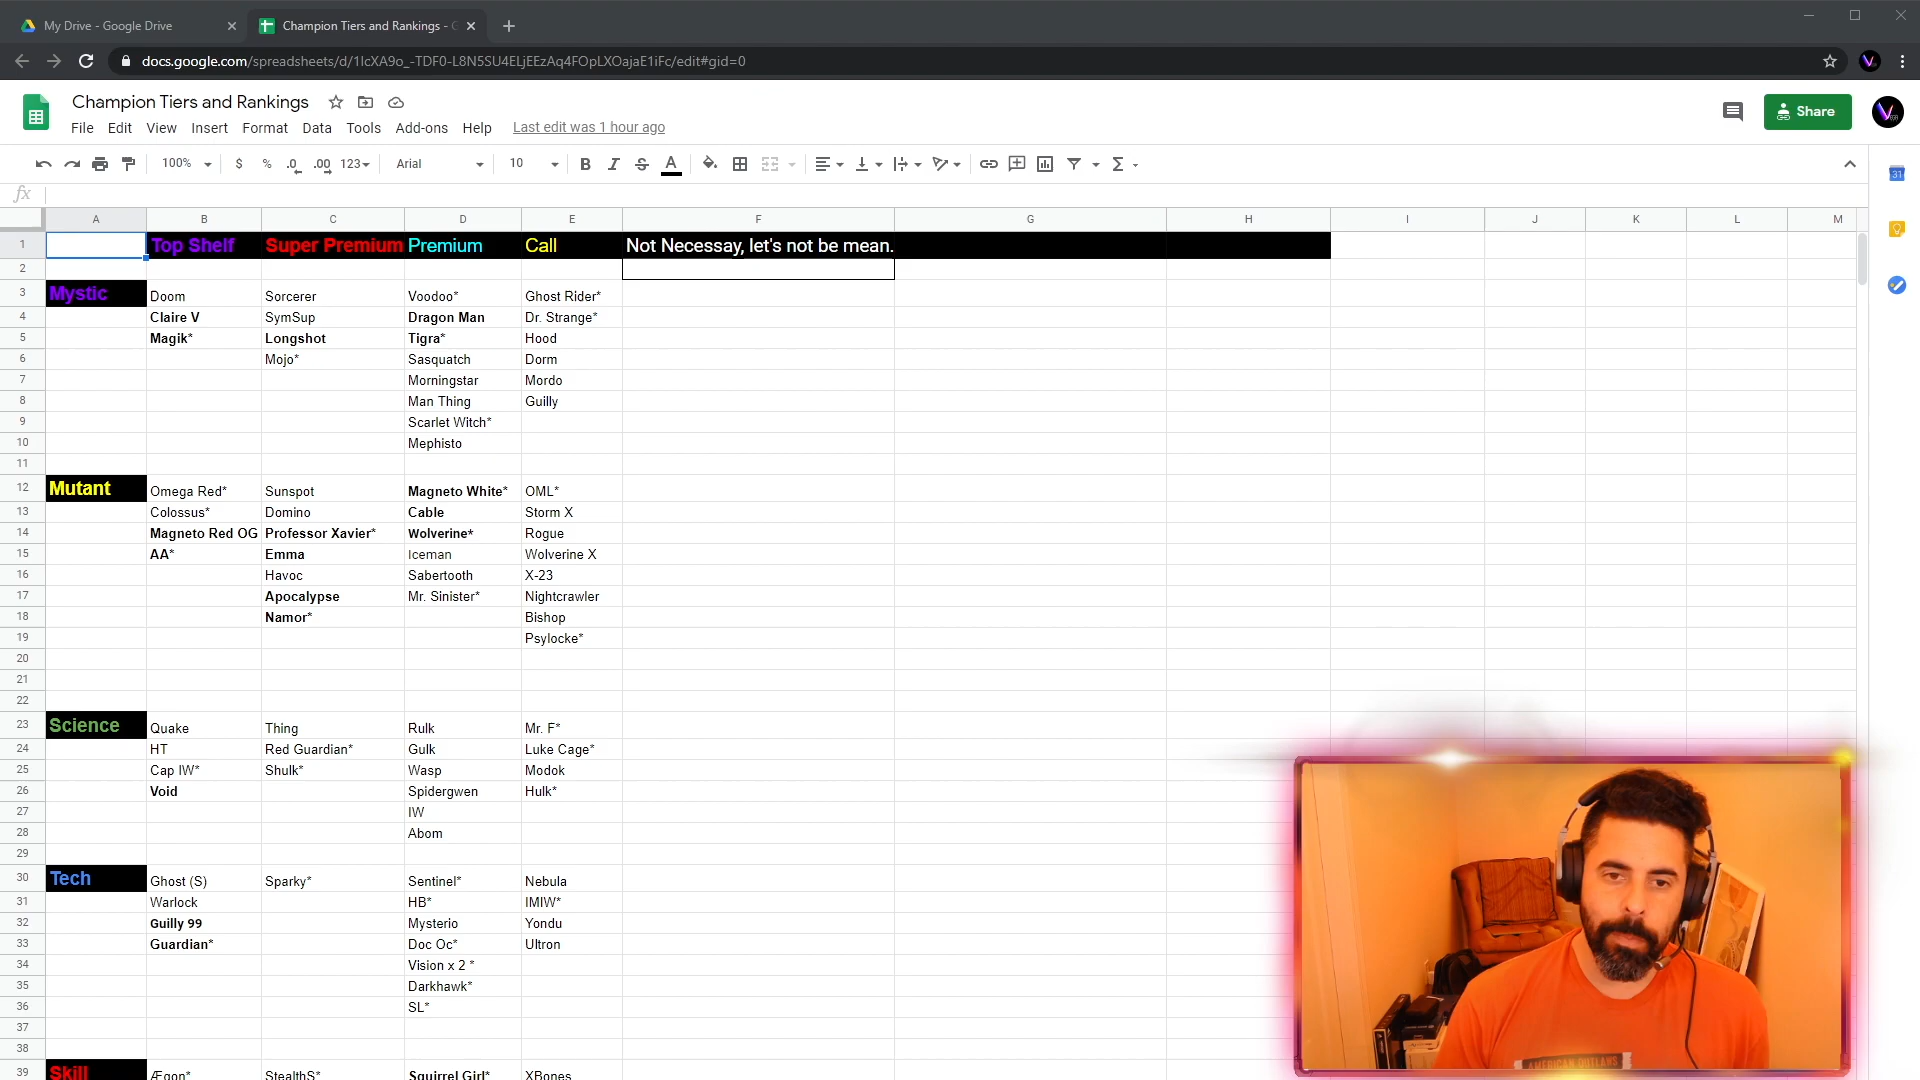 My Drive - Google Drive
Champion Tiers and Rankings - G
docs.google.com/spreadsheets/d/1IcXA9o_-TDF0-L8N5SU4ELjEEzAq4FOpLXOajaE1iFc/edit#gid=0
Champion Tiers and Rankings
File Edit View Insert Format Data Tools Add-ons Help Last edit was 1 hour ago
Share
100% $ % .0 .00 123 Arial 10 B I S A Σ
31
fx
A B C D E F G H I J K L M
1 Top Shelf Super Premium Premium Call Not Necessay, let's not be mean.
2
3 Mystic Doom Sorcerer Voodoo* Ghost Rider*
4 Claire V SymSup Dragon Man Dr. Strange*
5 Magik* Longshot Tigra* Hood
6 Mojo* Sasquatch Dorm
7 Morningstar Mordo
8 Man Thing Guilly
9 Scarlet Witch*
10 Mephisto
11
12 Mutant Omega Red* Sunspot Magneto White* OML*
13 Colossus* Domino Cable Storm X
14 Magneto Red OG Professor Xavier* Wolverine* Rogue
15 AA* Emma Iceman Wolverine X
16 Havoc Sabertooth X-23
17 Apocalypse Mr. Sinister* Nightcrawler
18 Namor* Bishop
19 Psylocke*
20
21
22
23 Science Quake Thing Rulk Mr. F*
24 HT Red Guardian* Gulk Luke Cage*
25 Cap IW* Shulk* Wasp Modok
26 Void Spidergwen Hulk*
27 IW
28 Abom
29
30 Tech Ghost (S) Sparky* Sentinel* Nebula
31 Warlock HB* IMIW*
32 Guilly 99 Mysterio Yondu
33 Guardian* Doc Oc* Ultron
34 Vision x 2 *
35 Darkhawk*
36 SL*
37
38
39 Skill Ægon* StealthS* Squirrel Girl* XBones
AMERICAN OUTLAWS